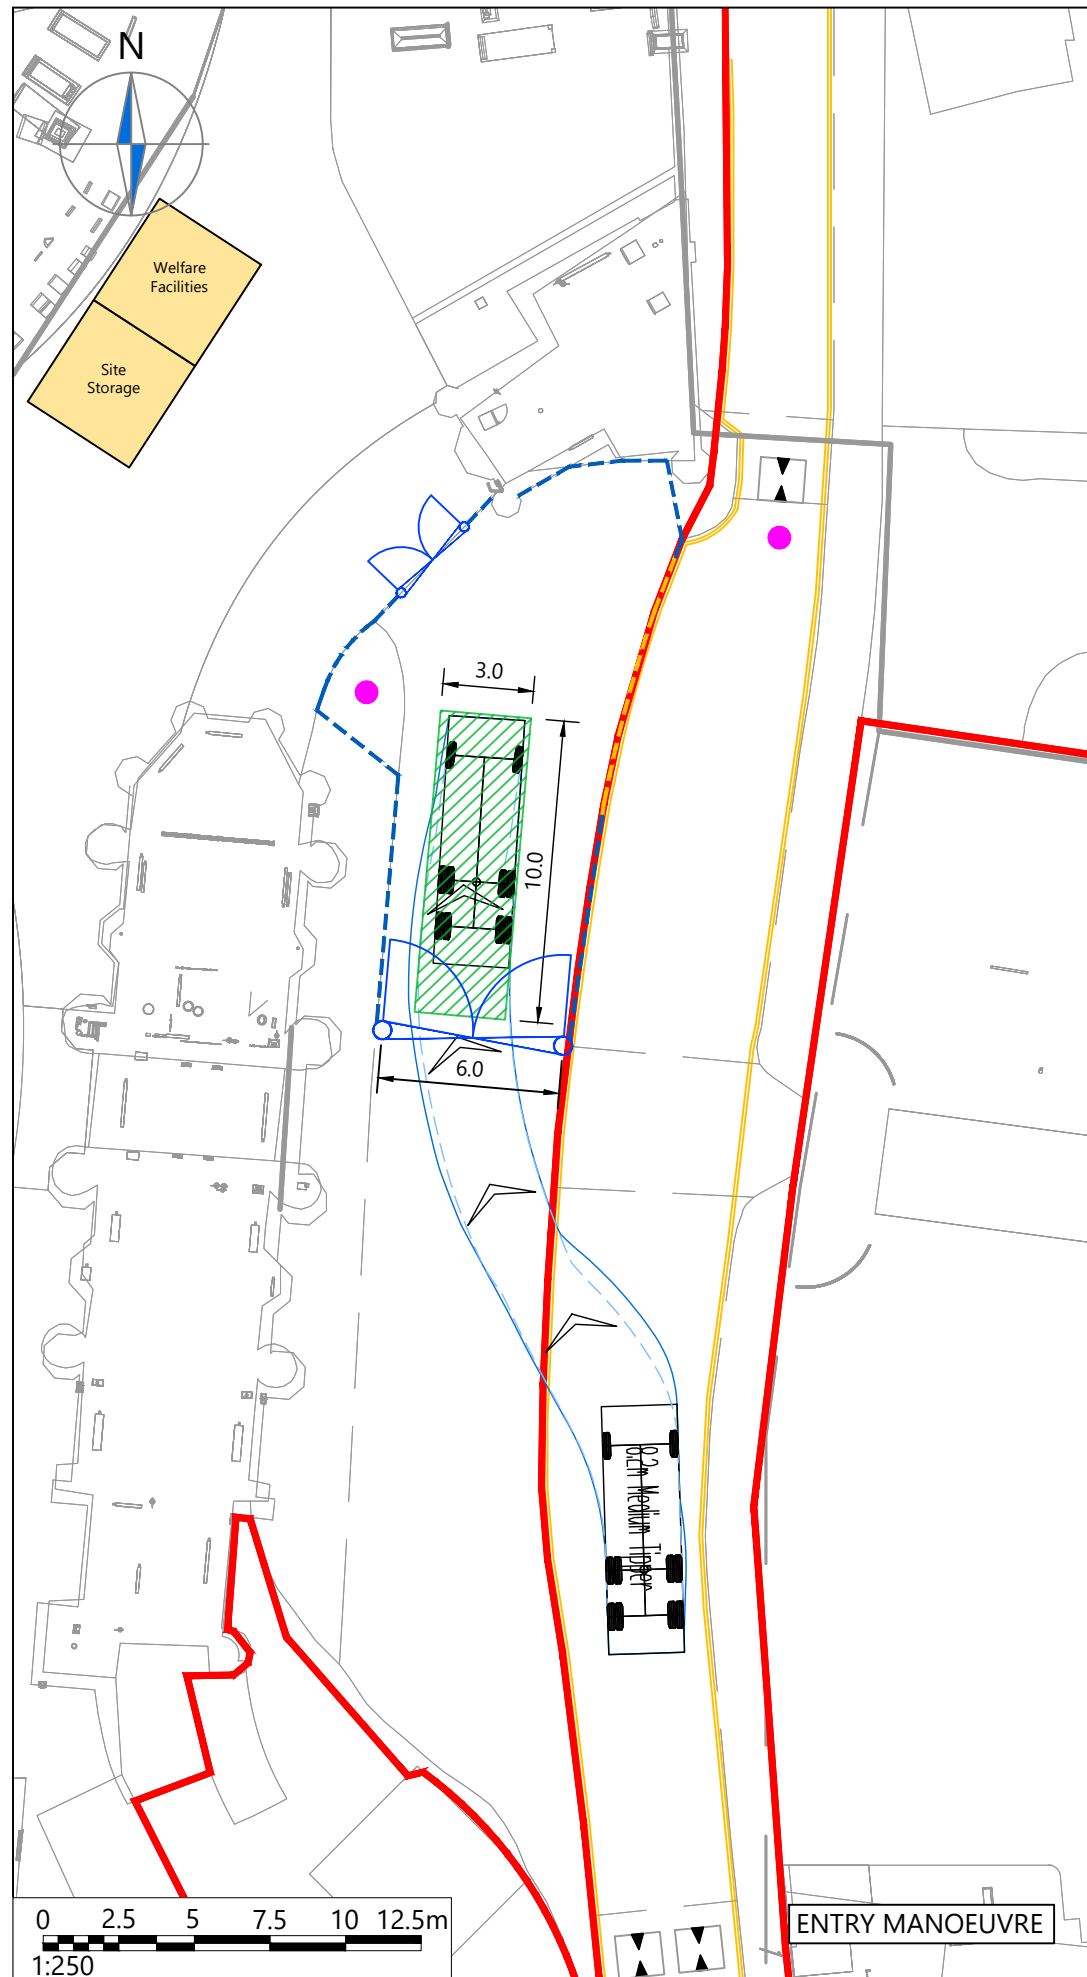 N
Welfare
Facilities
Site
Storage
3.0
10.0
6.0
8.2m Medium Tipper
0 2.5 5 7.5 10 12.5m
1:250
ENTRY MANOEUVRE